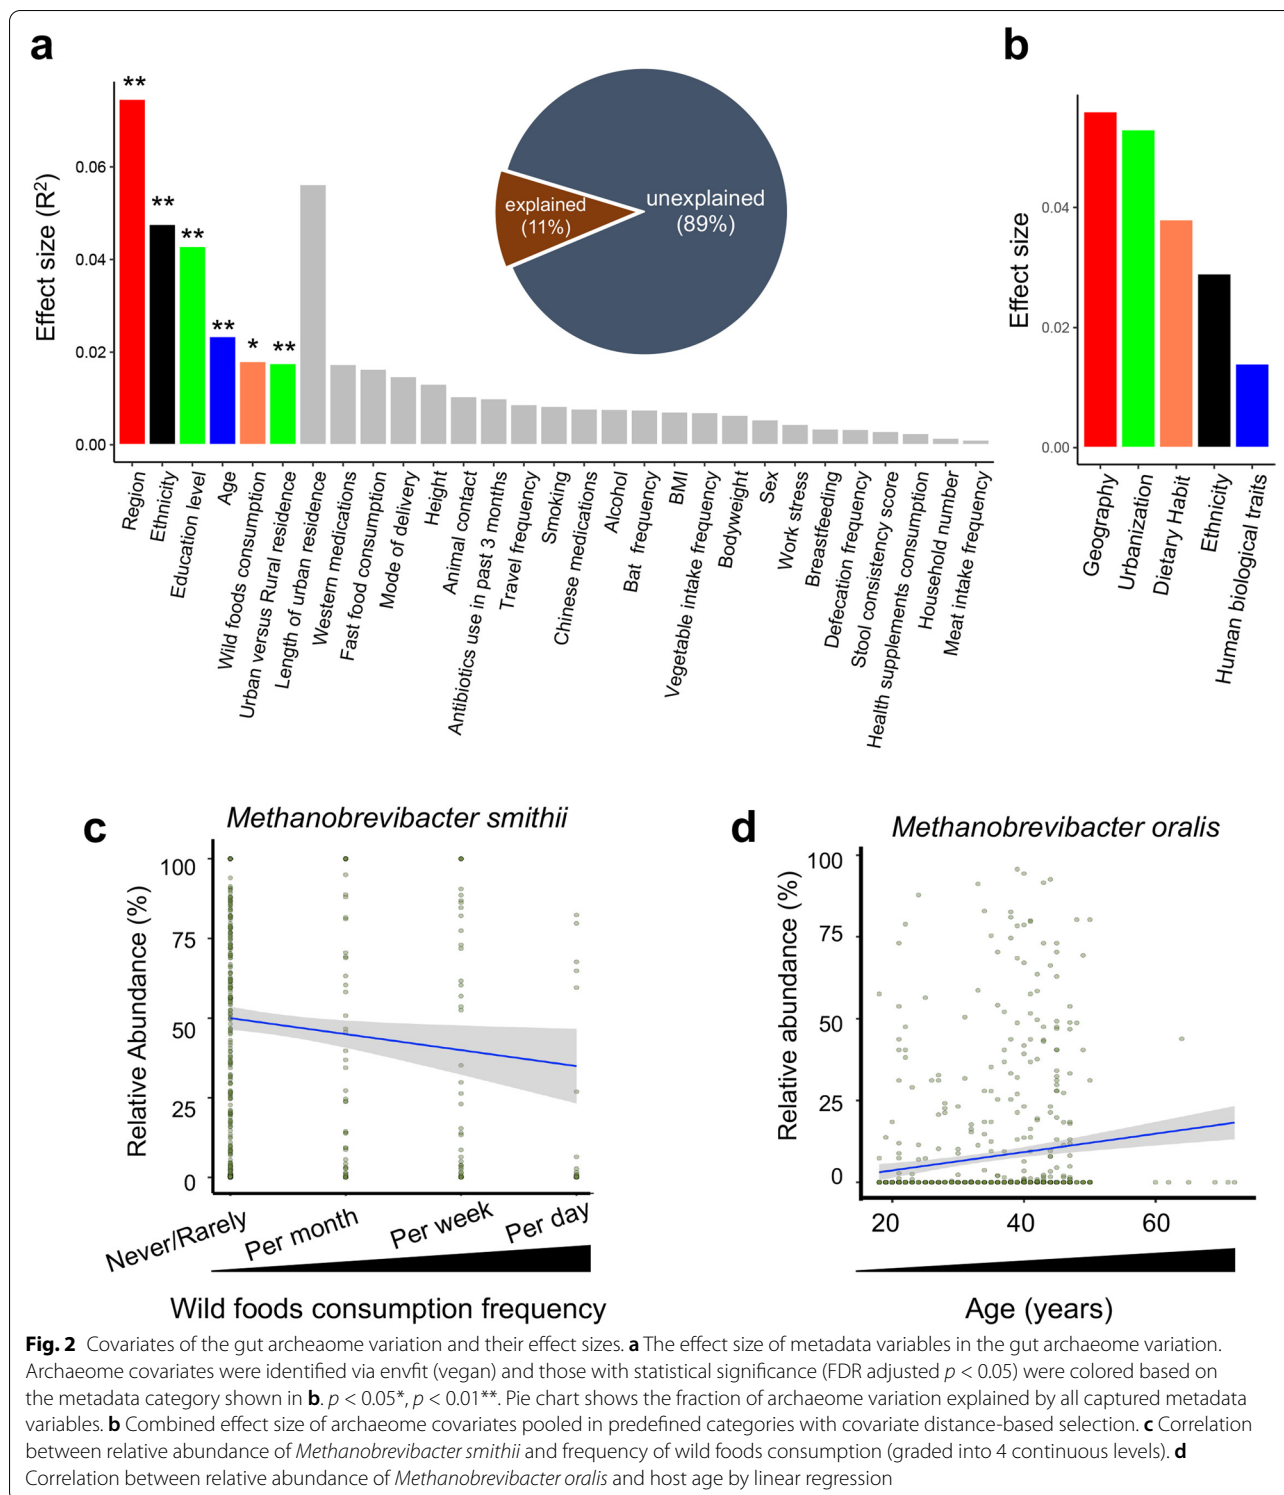 a
**
**
**
**
*
**
Effect size (R²)
0.06
0.04
0.02
0.00
explained
(11%)
unexplained
(89%)
Region
Ethnicity
Education level
Age
Wild foods consumption
Urban versus Rural residence
Length of urban residence
Western medications
Fast food consumption
Mode of delivery
Height
Animal contact
Antibiotics use in past 3 months
Travel frequency
Smoking
Chinese medications
Alcohol
Bat frequency
BMI
Vegetable intake frequency
Bodyweight
Sex
Work stress
Breastfeeding
Defecation frequency
Stool consistency score
Health supplements consumption
Household number
Meat intake frequency
b
Effect size
0.04
0.02
0.00
Geography
Urbanization
Dietary Habit
Ethnicity
Human biological traits
c
Methanobrevibacter smithii
Relative Abundance (%)
100
75
50
25
0
Never/Rarely
Per month
Per week
Per day
Wild foods consumption frequency
d
Methanobrevibacter oralis
Relative abundance (%)
100
75
50
25
0
20
40
60
Age (years)
Fig. 2 Covariates of the gut archeaome variation and their effect sizes. a The effect size of metadata variables in the gut archaeome variation.
Archaeome covariates were identified via envfit (vegan) and those with statistical significance (FDR adjusted p < 0.05) were colored based on
the metadata category shown in b. p < 0.05*, p < 0.01**. Pie chart shows the fraction of archaeome variation explained by all captured metadata
variables. b Combined effect size of archaeome covariates pooled in predefined categories with covariate distance-based selection. c Correlation
between relative abundance of Methanobrevibacter smithii and frequency of wild foods consumption (graded into 4 continuous levels). d
Correlation between relative abundance of Methanobrevibacter oralis and host age by linear regression